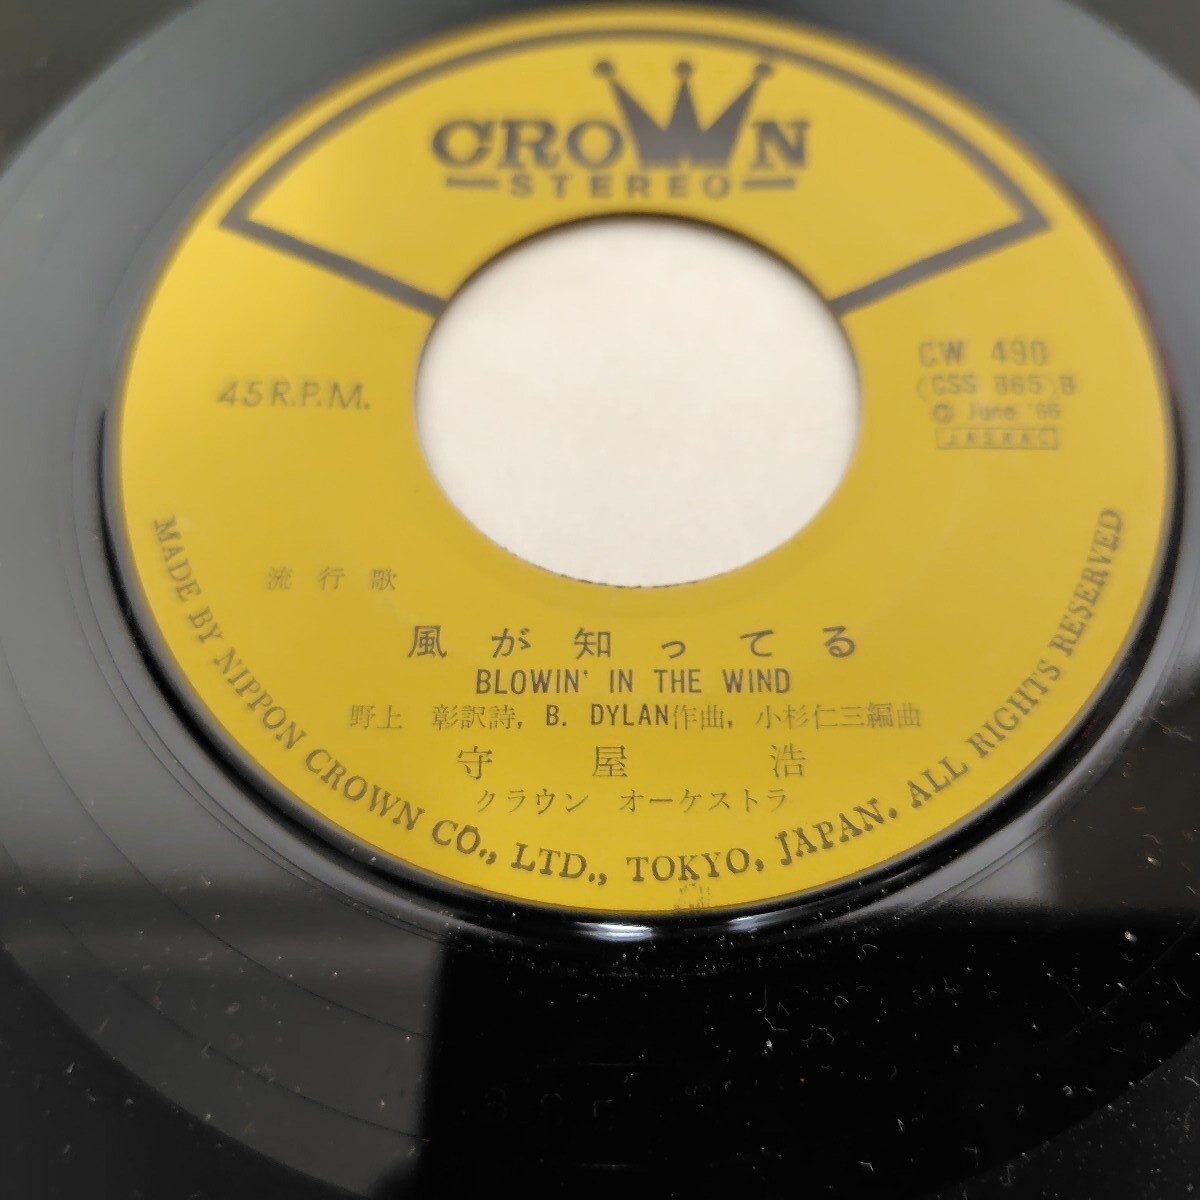 CROWN
STEREO
45 R.P.M.
CW 490
(CSS 865) B
Ⓟ June '66
JASRAC
流行歌
風が知ってる
BLOWIN' IN THE WIND
野上 彰訳詩, B. DYLAN作曲, 小杉仁三編曲
守屋 浩
クラウン オーケストラ
MADE BY NIPPON CROWN CO., LTD., TOKYO, JAPAN. ALL RIGHTS RESERVED